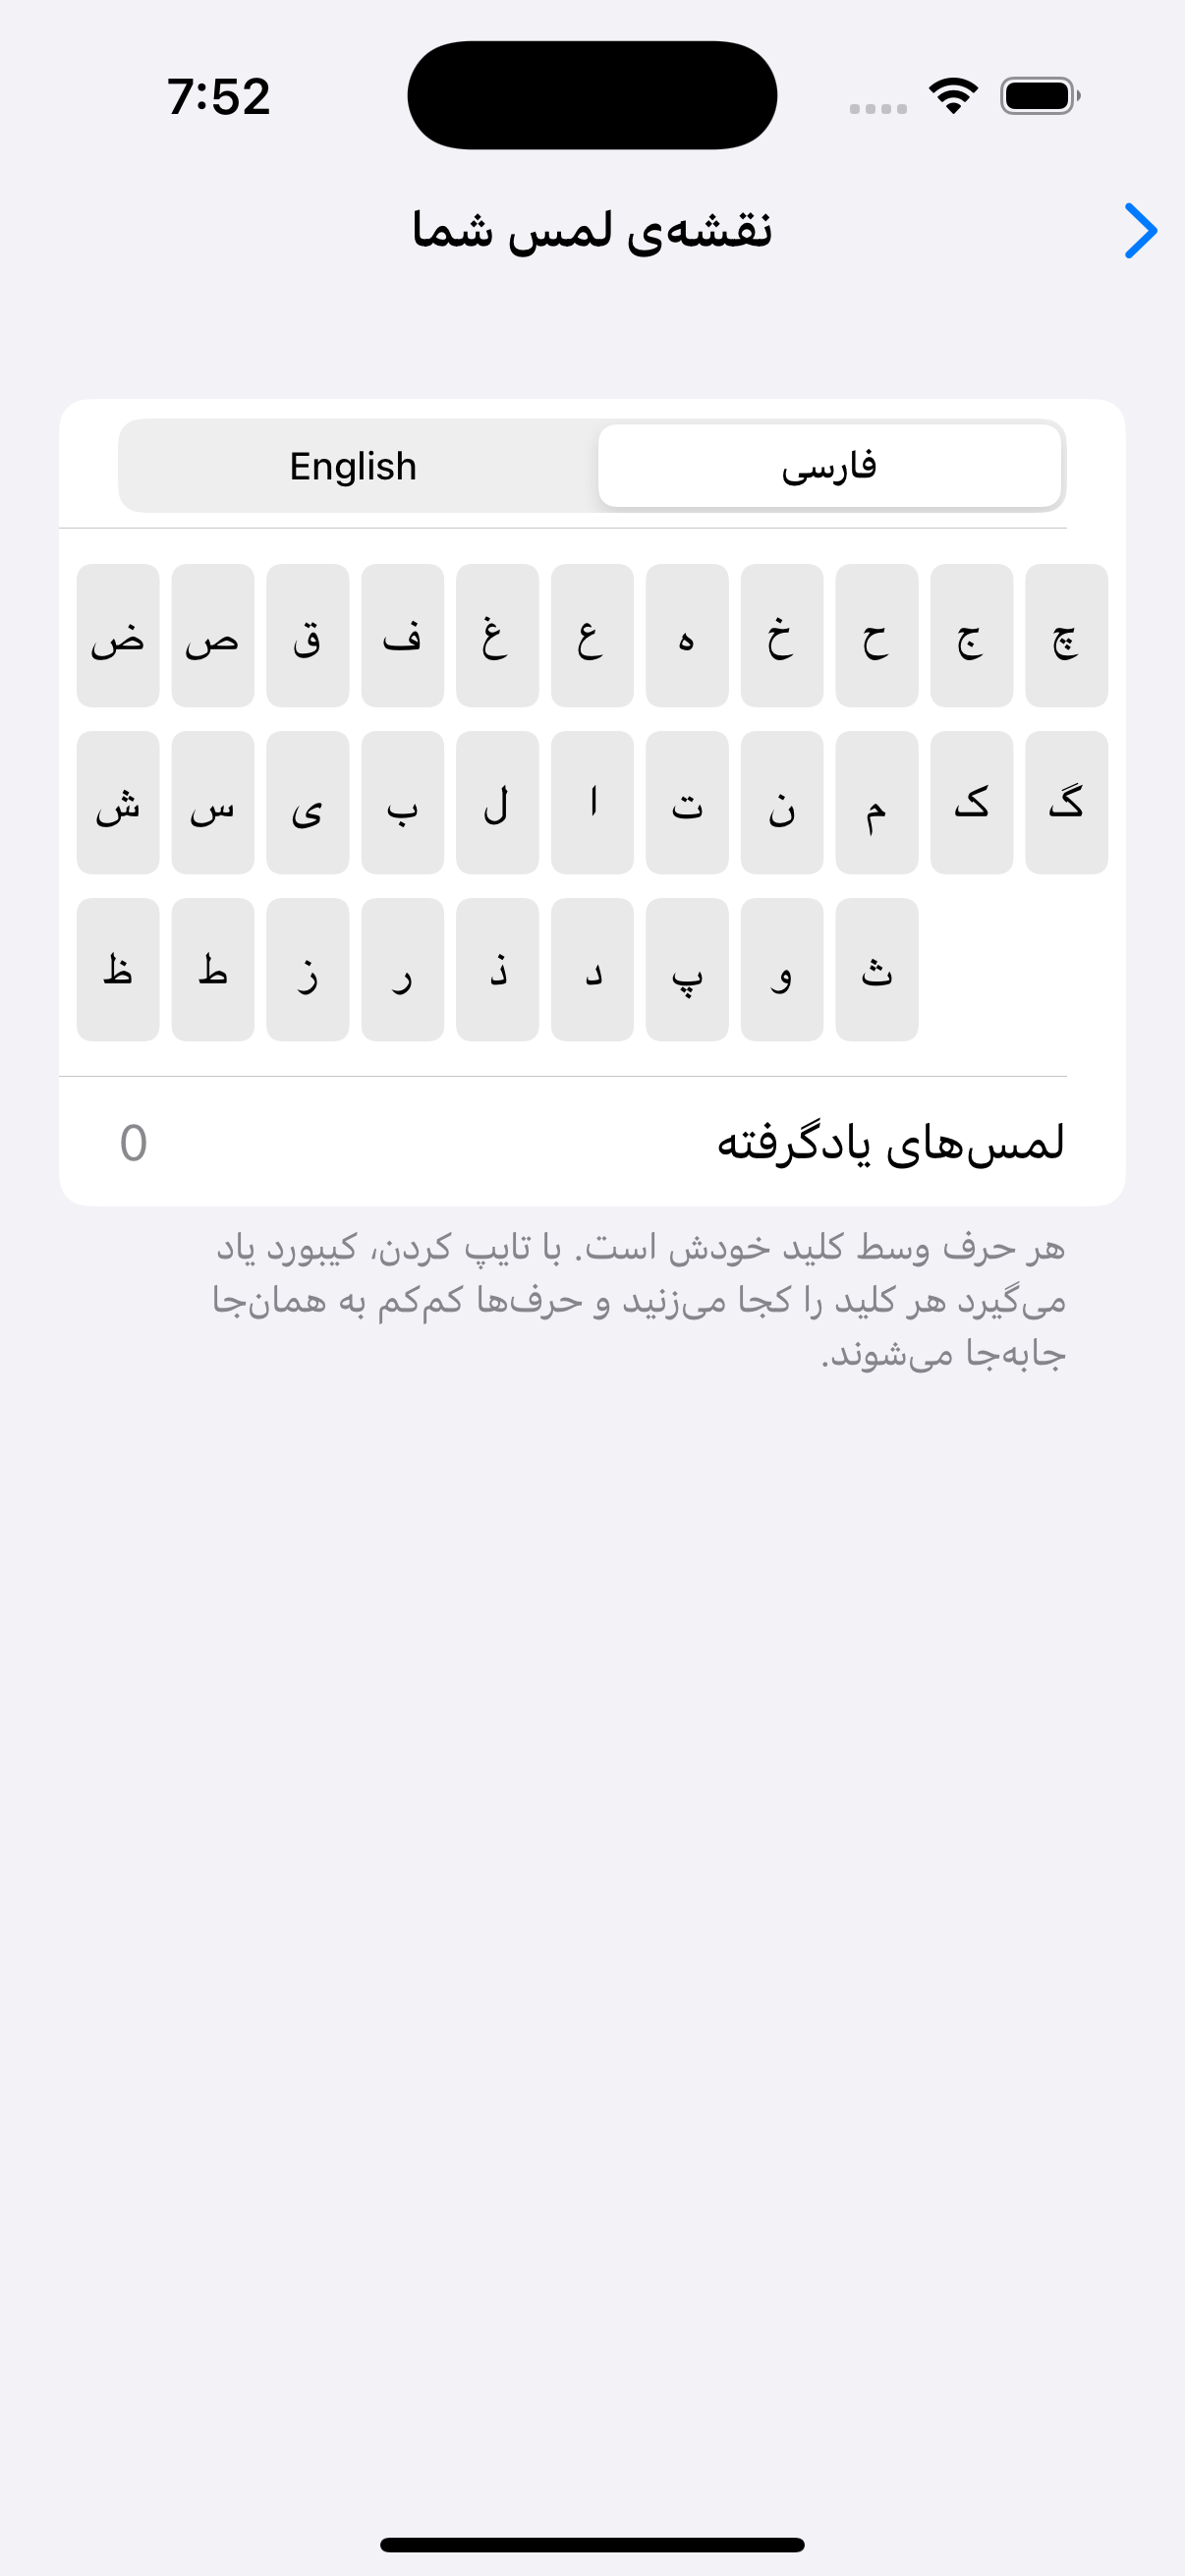 7:52
نقشه‌ی لمس شما
فارسی English
ض ص ق ف غ ع ه خ ح ج چ
ش س ی ب ل ا ت ن م ک گ
ظ ط ز ر ذ د پ و ث
لمس‌های یادگرفته 0
هر حرف وسط کلید خودش است. با تایپ کردن، کیبورد یاد
می‌گیرد هر کلید را کجا می‌زنید و حرف‌ها کم‌کم به همان‌جا
جابه‌جا می‌شوند.